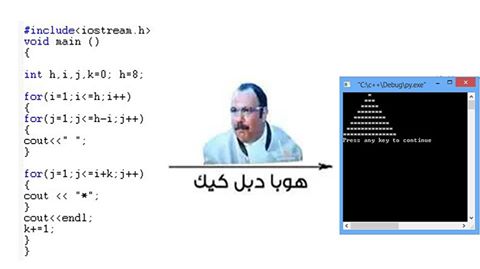 #include<iostream.h>
void main ()
{
int h,i,j,k=0; h=8;
for(i=1;i<=h;i++)
{
for(j=1;j<=h-i;j++)
{
cout<<" ";
}
for(j=1;j<=i+k;j++)
{
cout << "*";
}
cout<<endl;
k+=1;
}
}
هوبا دبل كيك
"C:\c++\Debug\py.exe"
*
***
*****
*******
*********
***********
*************
***************
Press any key to continue